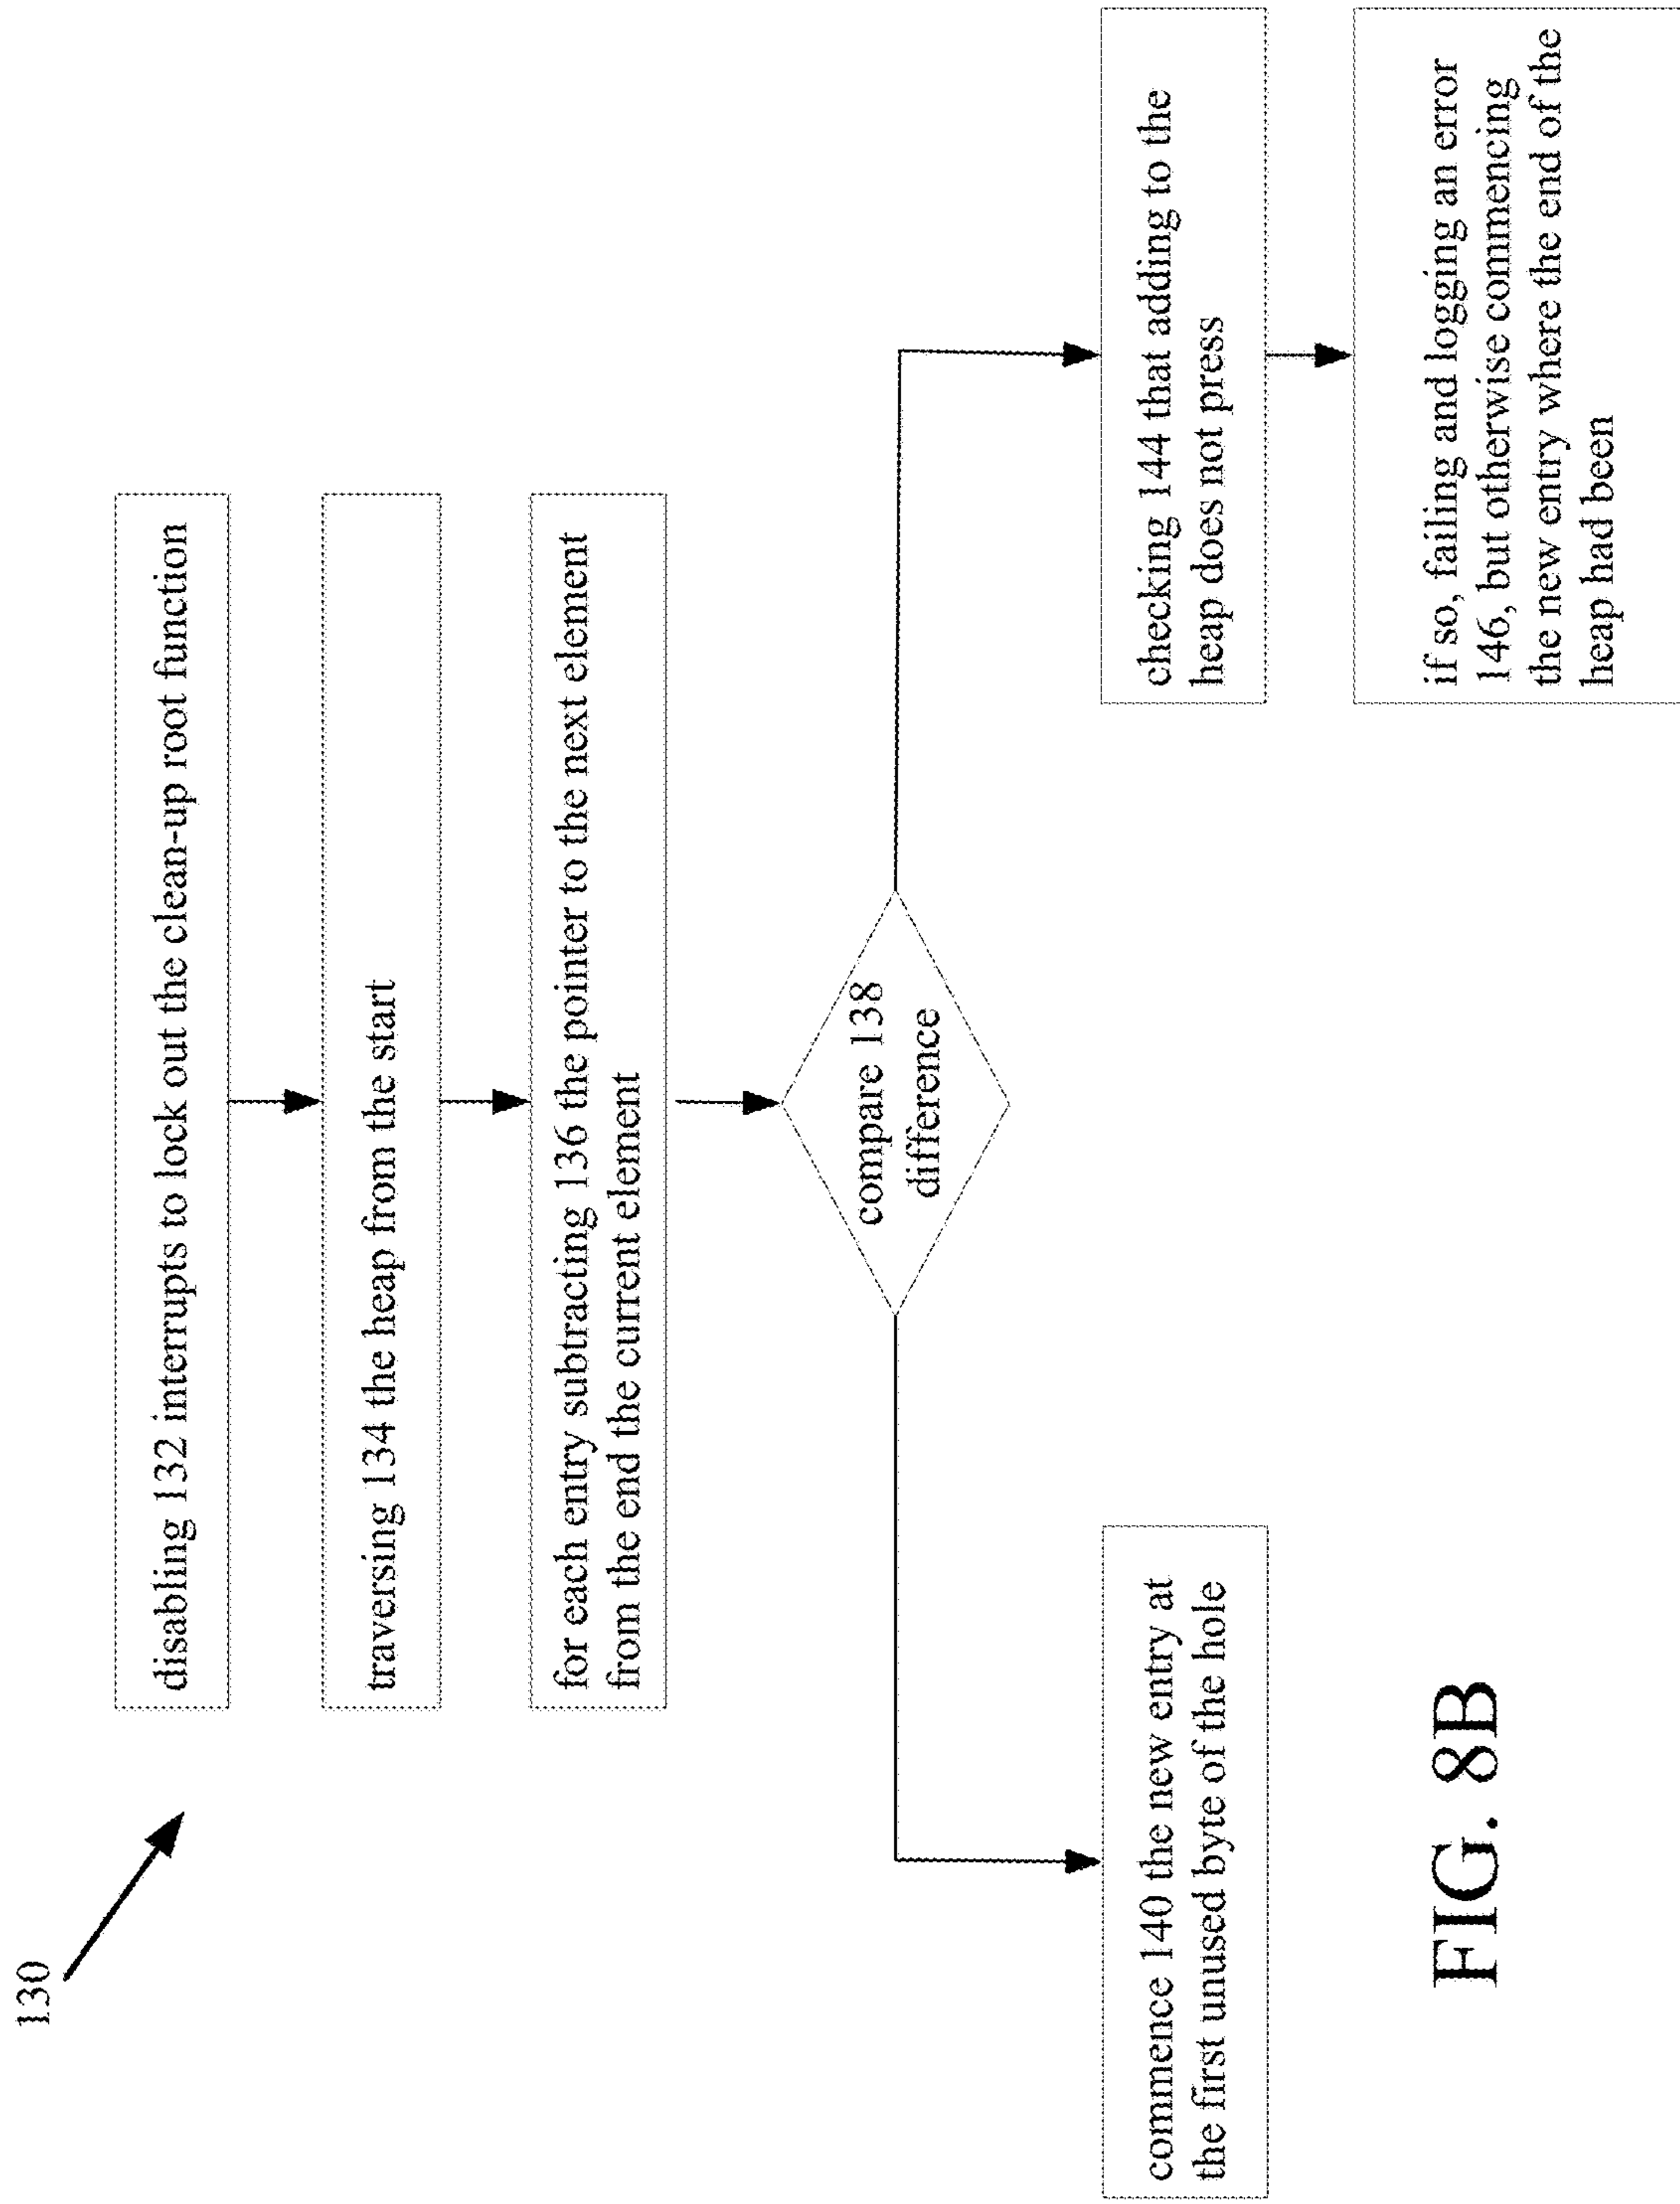 130
disabling 132 interrupts to lock out the clean-up root function
traversing 134 the heap from the start
for each entry subtracting 136 the pointer to the next element
from the end the current element
compare 138
difference
commence 140 the new entry at
the first unused byte of the hole
checking 144 that adding to the
heap does not press
if so, failing and logging an error
146, but otherwise commencing
the new entry where the end of the
heap had been
FIG. 8B